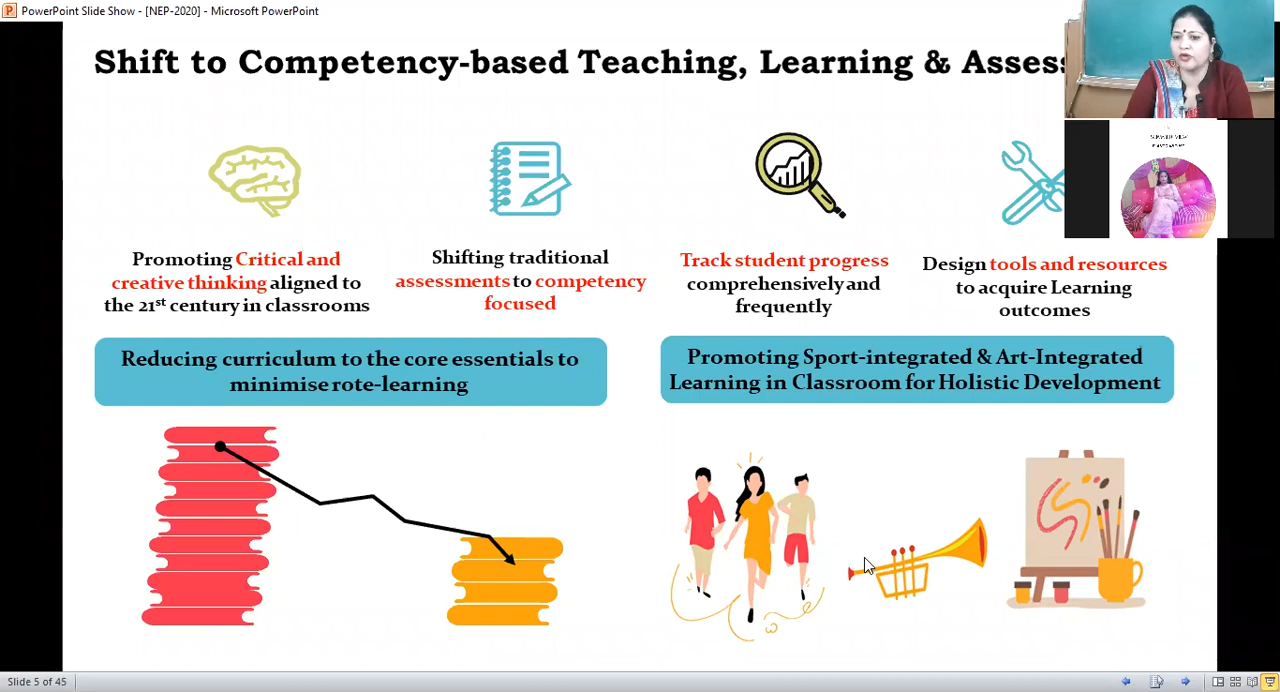 PowerPoint Slide Show - [NEP-2020] - Microsoft PowerPoint
Shift to Competency-based Teaching, Learning & Assess
Promoting Critical and
creative thinking aligned to
the 21st century in classrooms
Shifting traditional
assessments to competency
focused
Track student progress
comprehensively and
frequently
Design tools and resources
to acquire Learning
outcomes
Reducing curriculum to the core essentials to
minimise rote-learning
Promoting Sport-integrated & Art-Integrated
Learning in Classroom for Holistic Development
Slide 5 of 45